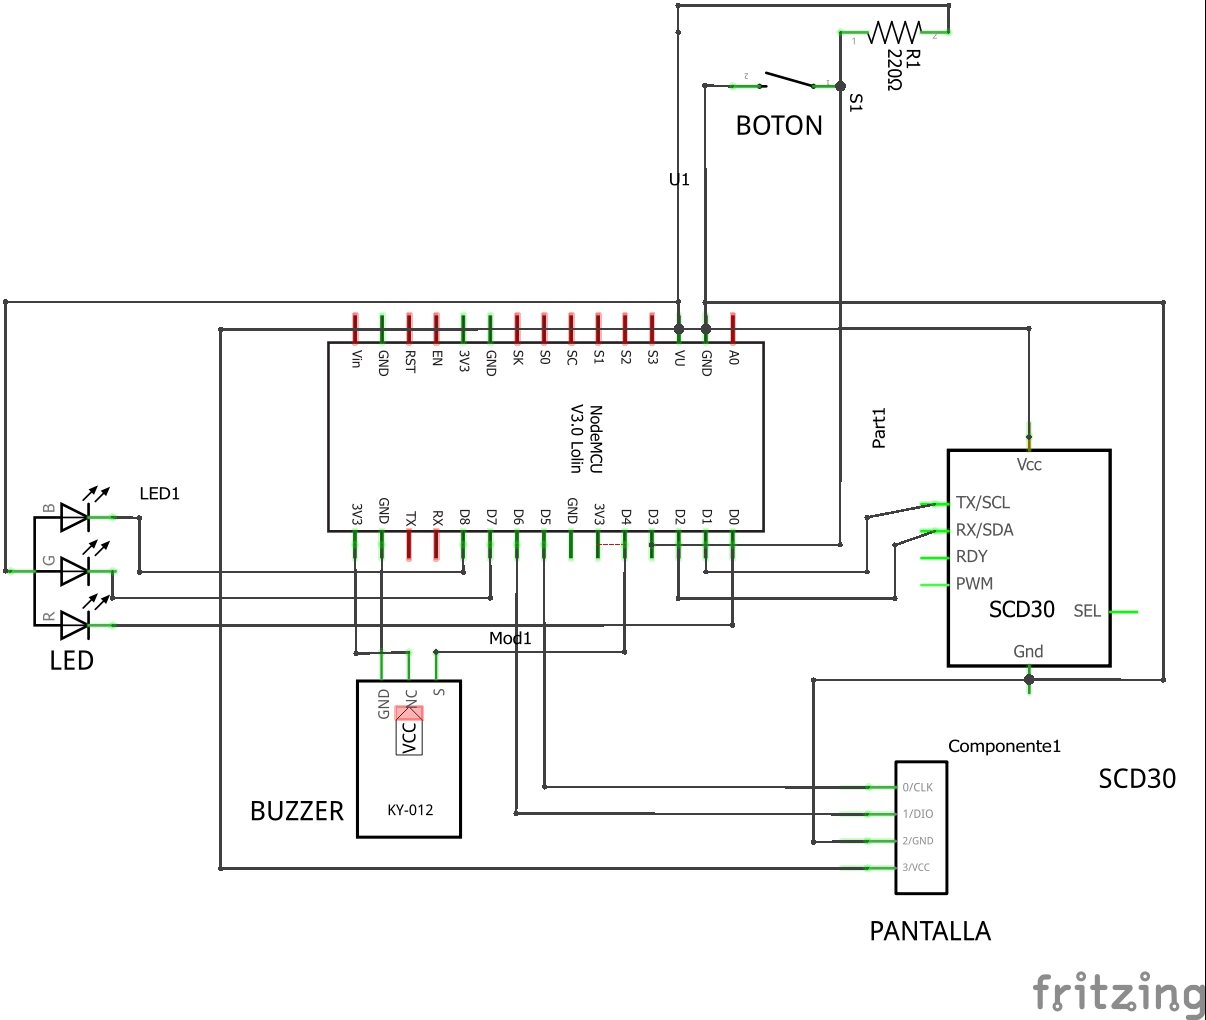 1
2
R1
220Ω
2
1
S1
BOTON
U1
Vin
GND
RST
EN
3V3
GND
SK
S0
SC
S1
S2
S3
VU
GND
A0
NodeMCU
V3.0 Lolin
Part1
3V3
GND
TX
RX
D8
D7
D6
D5
GND
3V3
D4
D3
D2
D1
D0
LED1
B
G
R
LED
Vcc
TX/SCL
RX/SDA
RDY
PWM
SCD30
SEL
Gnd
Mod1
GND
NC
S
VCC
KY-012
BUZZER
Componente1
SCD30
0/CLK
1/DIO
2/GND
3/VCC
PANTALLA
fritzing